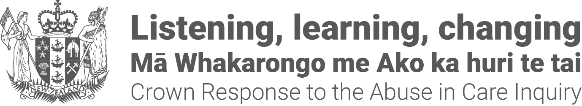 Listening, learning, changing
Mā Whakarongo me Ako ka huri te tai
Crown Response to the Abuse in Care Inquiry